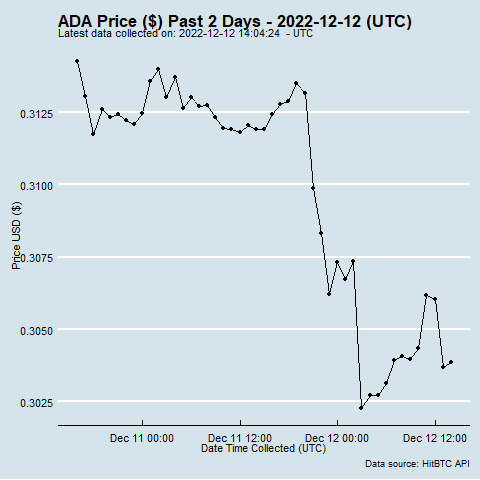 ADA Price ($) Past 2 Days - 2022-12-12 (UTC)
Latest data collected on: 2022-12-12 14:04:24  - UTC
Price USD ($)
0.3125
0.3100
0.3075
0.3050
0.3025
Dec 11 00:00
Dec 11 12:00
Dec 12 00:00
Dec 12 12:00
Date Time Collected (UTC)
Data source: HitBTC API